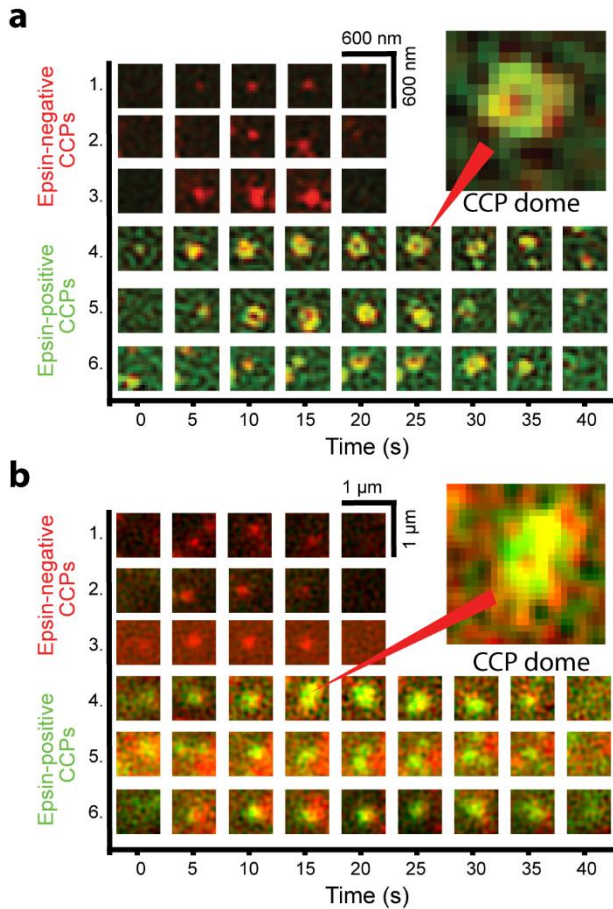 a
600 nm
600 nm
Epsin-negative
CCPs
1.
2.
3.
CCP dome
Epsin-positive
CCPs
4.
5.
6.
0 5 10 15 20 25 30 35 40
Time (s)
b
1 µm
1 µm
Epsin-negative
CCPs
1.
2.
3.
CCP dome
Epsin-positive
CCPs
4.
5.
6.
0 5 10 15 20 25 30 35 40
Time (s)